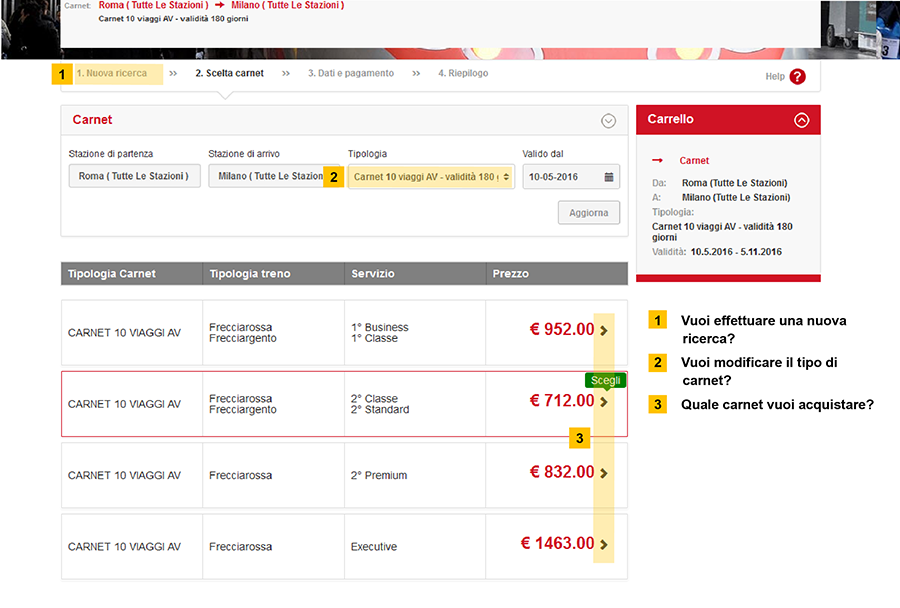 Carnet: Roma ( Tutte Le Stazioni ) → Milano ( Tutte Le Stazioni )
Carnet 10 viaggi AV - validità 180 giorni
3
1 1. Nuova ricerca >> 2. Scelta carnet >> 3. Dati e pagamento >> 4. Riepilogo
Help ?
Carnet
Stazione di partenza Stazione di arrivo Tipologia Valido dal
Roma ( Tutte Le Stazioni ) Milano ( Tutte Le Stazion 2 Carnet 10 viaggi AV - validità 180 10-05-2016
Aggiorna
Carrello
→ Carnet
Da: Roma (Tutte Le Stazioni)
A: Milano (Tutte Le Stazioni)
Tipologia:
Carnet 10 viaggi AV - validità 180
giorni
Validità: 10.5.2016 - 5.11.2016
Tipologia Carnet Tipologia treno Servizio Prezzo
CARNET 10 VIAGGI AV
Frecciarossa
Frecciargento
1° Business
1° Classe
€ 952.00
CARNET 10 VIAGGI AV
Frecciarossa
Frecciargento
2° Classe
2° Standard
€ 712.00
Scegli
3
CARNET 10 VIAGGI AV Frecciarossa 2° Premium € 832.00
CARNET 10 VIAGGI AV Frecciarossa Executive € 1463.00
1 Vuoi effettuare una nuova
ricerca?
2 Vuoi modificare il tipo di
carnet?
3 Quale carnet vuoi acquistare?